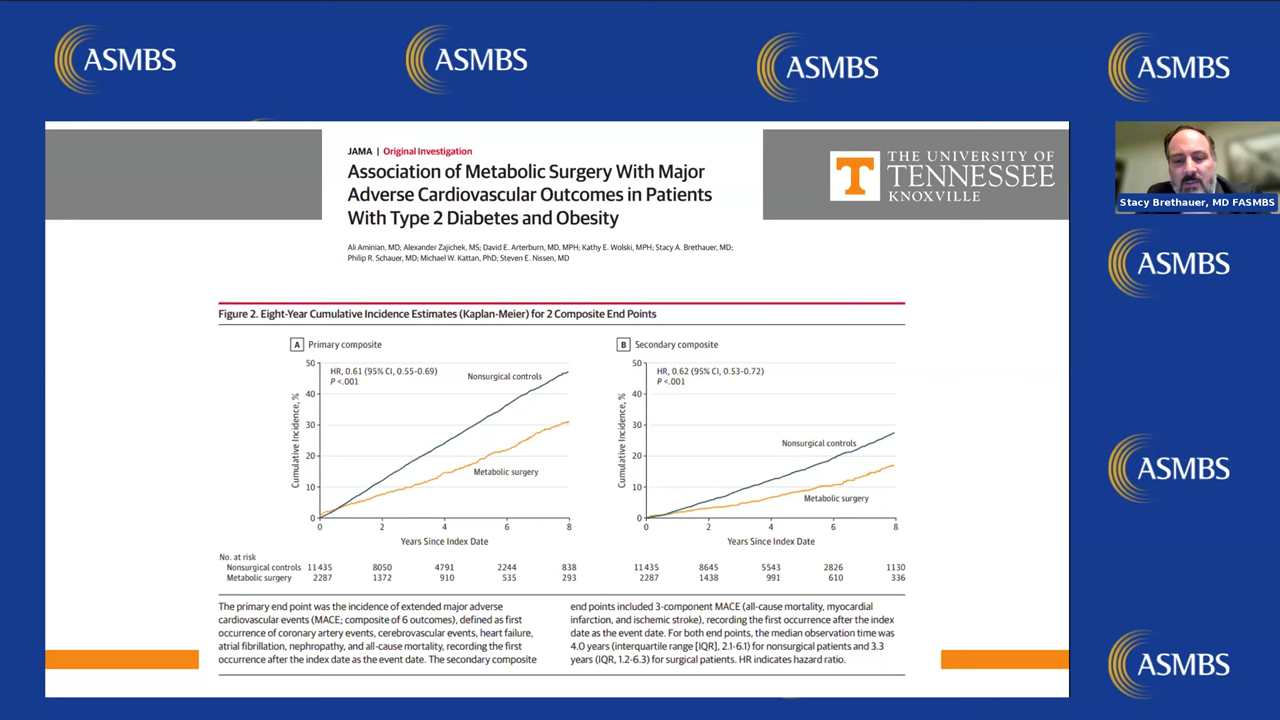 ASMBS
ASMBS
ASMBS
ASMBS
JAMA | Original Investigation
Association of Metabolic Surgery With Major
Adverse Cardiovascular Outcomes in Patients
With Type 2 Diabetes and Obesity
Ali Aminian, MD; Alexander Zajichek, MS; David E. Arterburn, MD, MPH; Kathy E. Wolski, MPH; Stacy A. Brethauer, MD;
Philip R. Schauer, MD; Michael W. Kattan, PhD; Steven E. Nissen, MD
T
THE UNIVERSITY OF
TENNESSEE
KNOXVILLE
Stacy Brethauer, MD FASMBS
ASMBS
Figure 2. Eight-Year Cumulative Incidence Estimates (Kaplan-Meier) for 2 Composite End Points
A Primary composite
50
40
30
20
10
0
Cumulative Incidence, %
HR, 0.61 (95% CI, 0.55-0.69)
P <.001
Nonsurgical controls
Metabolic surgery
0 2 4 6 8
Years Since Index Date
B Secondary composite
50
40
30
20
10
0
Cumulative Incidence, %
HR, 0.62 (95% CI, 0.53-0.72)
P <.001
Nonsurgical controls
Metabolic surgery
0 2 4 6 8
Years Since Index Date
No. at risk
Nonsurgical controls 11435 8050 4791 2244 838 11435 8645 5543 2826 1130
Metabolic surgery 2287 1372 910 535 293 2287 1438 991 610 336
ASMBS
The primary end point was the incidence of extended major adverse
cardiovascular events (MACE; composite of 6 outcomes), defined as first
occurrence of coronary artery events, cerebrovascular events, heart failure,
atrial fibrillation, nephropathy, and all-cause mortality, recording the first
occurrence after the index date as the event date. The secondary composite
end points included 3-component MACE (all-cause mortality, myocardial
infarction, and ischemic stroke), recording the first occurrence after the index
date as the event date. For both end points, the median observation time was
4.0 years (interquartile range [IQR], 2.1-6.1) for nonsurgical patients and 3.3
years (IQR, 1.2-6.3) for surgical patients. HR indicates hazard ratio.
ASMBS